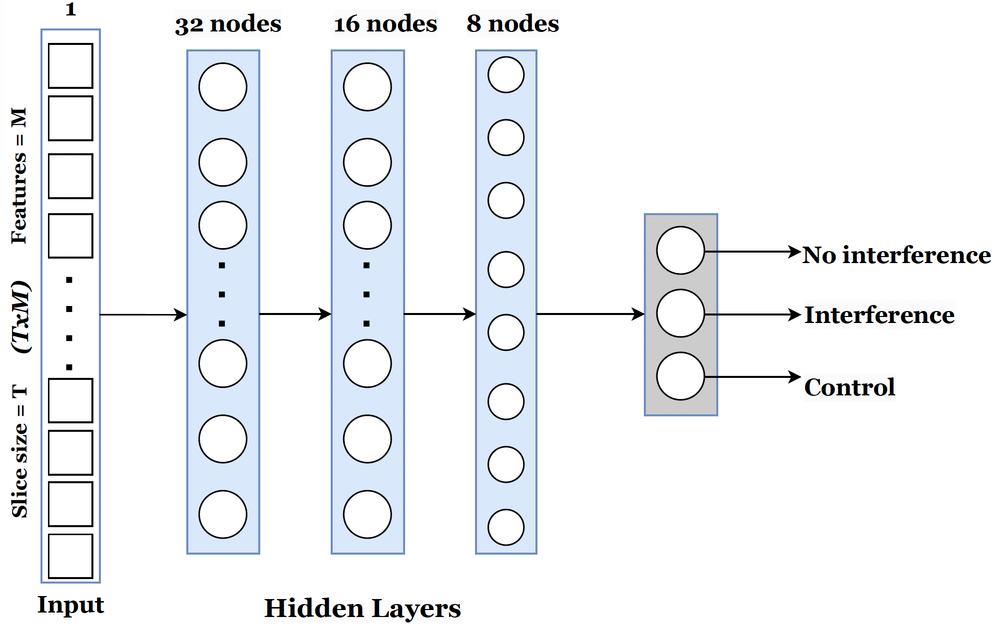 1
32 nodes
16 nodes
8 nodes
Features = M
(TxM)
Slice size = T
No interference
Interference
Control
Input
Hidden Layers